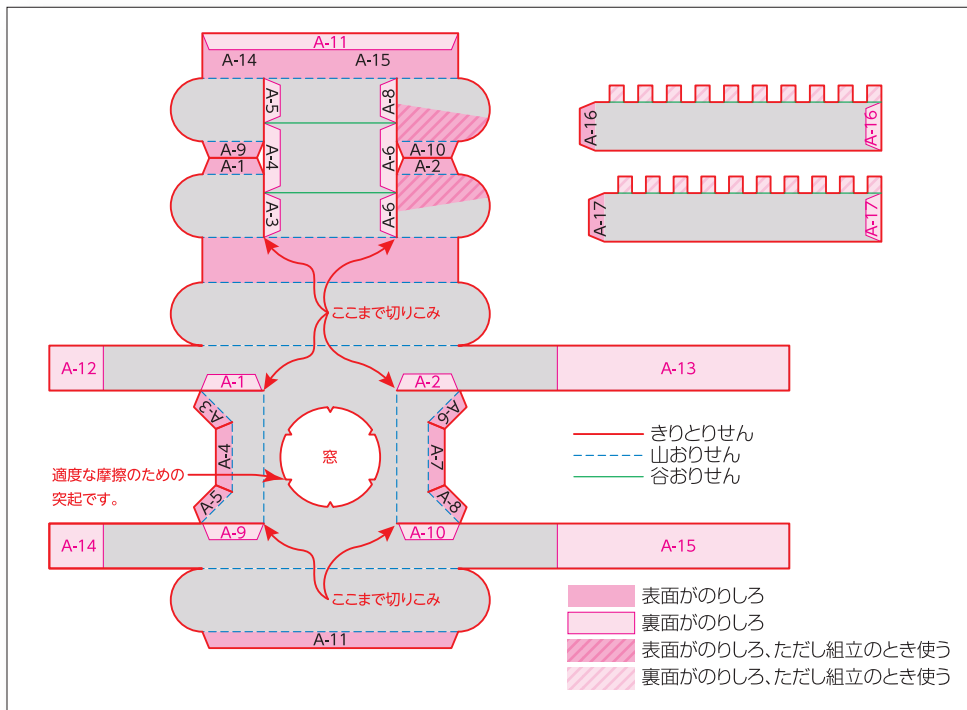 A-11
A-14
A-15
A-5
A-8
A-4
A-6
A-9
A-10
A-1
A-2
A-3
A-6
A-16
A-16
A-17
A-17
ここまで切りこみ
A-12
A-13
A-1
A-2
A-3
A-6
A-4
A-7
A-5
A-8
窓
適度な摩擦のための
突起です。
きりとりせん
山おりせん
谷おりせん
A-14
A-9
A-10
A-15
ここまで切りこみ
A-11
表面がのりしろ
裏面がのりしろ
表面がのりしろ、ただし組立のとき使う
裏面がのりしろ、ただし組立のとき使う